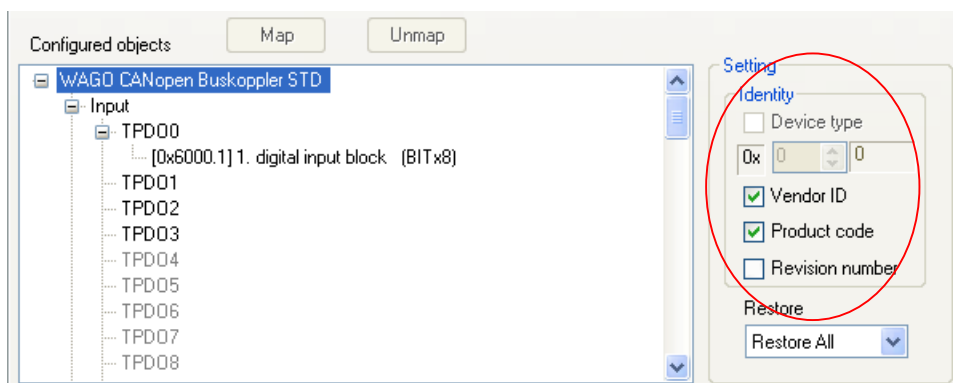 Configured objects
Map
Unmap
WAGO CANopen Buskoppler STD
Input
TPDO0
[0x6000.1] 1. digital input block (BITx8)
TPDO1
TPDO2
TPDO3
TPDO4
TPDO5
TPDO6
TPDO7
TPDO8
Setting
Identity
Device type
0x 0 0
Vendor ID
Product code
Revision number
Restore
Restore All